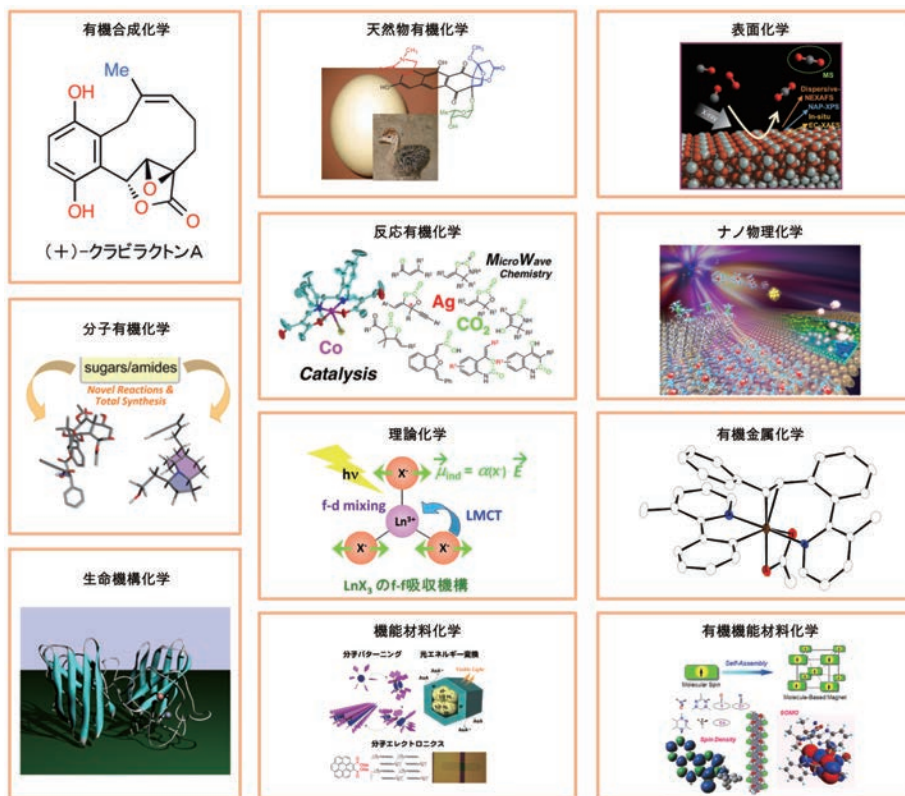 有機合成化学
Me
OH
OH
O
O
O
(+)-クラビラクトンA
分子有機化学
sugars/amides
Novel Reactions &
Total Synthesis
生命機構化学
天然物有機化学
反応有機化学
MicroWave
Chemistry
Ag
CO₂
Co
Catalysis
理論化学
hν
X⁻
μind = α(x) E
f-d mixing
Ln³⁺
LMCT
X⁻
X⁻
LnX₃ のf-f吸収機構
機能材料化学
分子パターニング
光エネルギー変換
Visible Light
分子エレクトロニクス
表面化学
MS
Dispersive-
NEXAFS
NAP-XPS
In-situ
EC-XAFS
ナノ物理化学
有機金属化学
有機機能材料化学
Self-Assembly
Molecular Spin
Molecule-Based Magnet
Spin Density